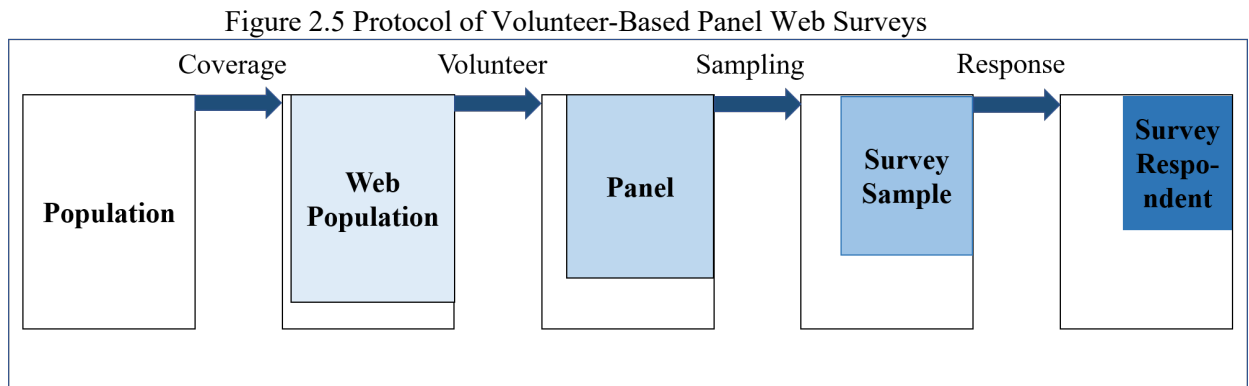 Figure 2.5 Protocol of Volunteer-Based Panel Web Surveys
Coverage
Volunteer
Sampling
Response
Population
Web
Population
Panel
Survey
Sample
Survey
Respo-
ndent